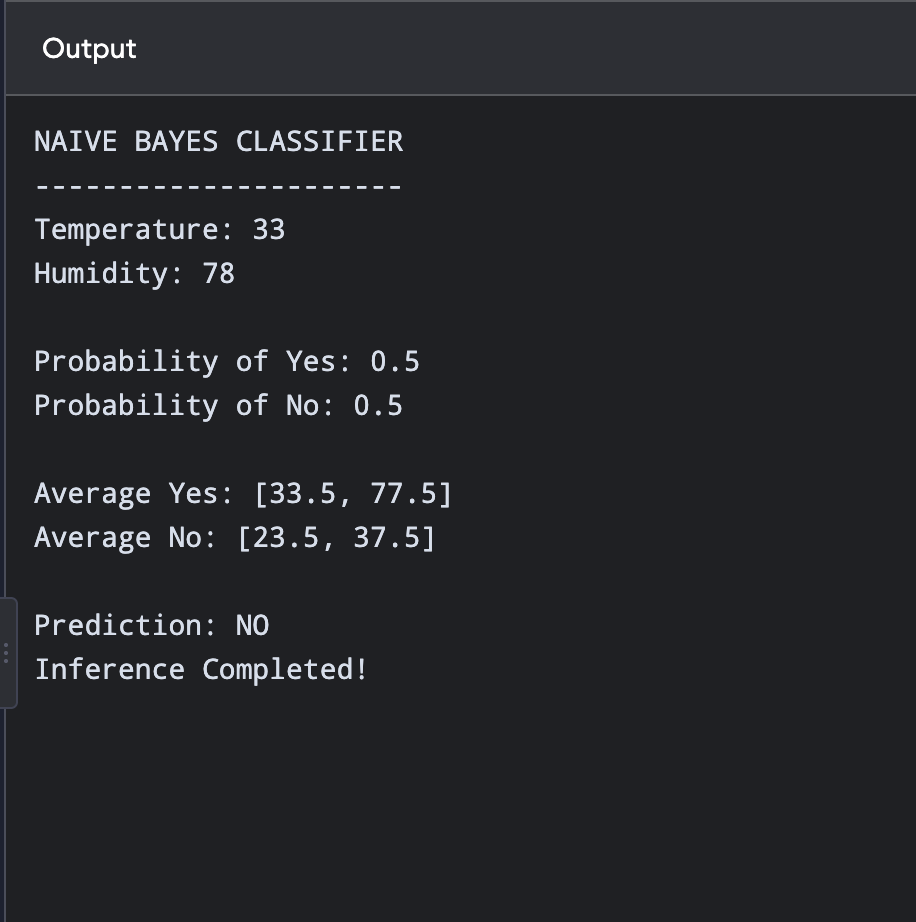 Output
NAIVE BAYES CLASSIFIER
----------------------
Temperature: 33
Humidity: 78
Probability of Yes: 0.5
Probability of No: 0.5
Average Yes: [33.5, 77.5]
Average No: [23.5, 37.5]
Prediction: NO
Inference Completed!